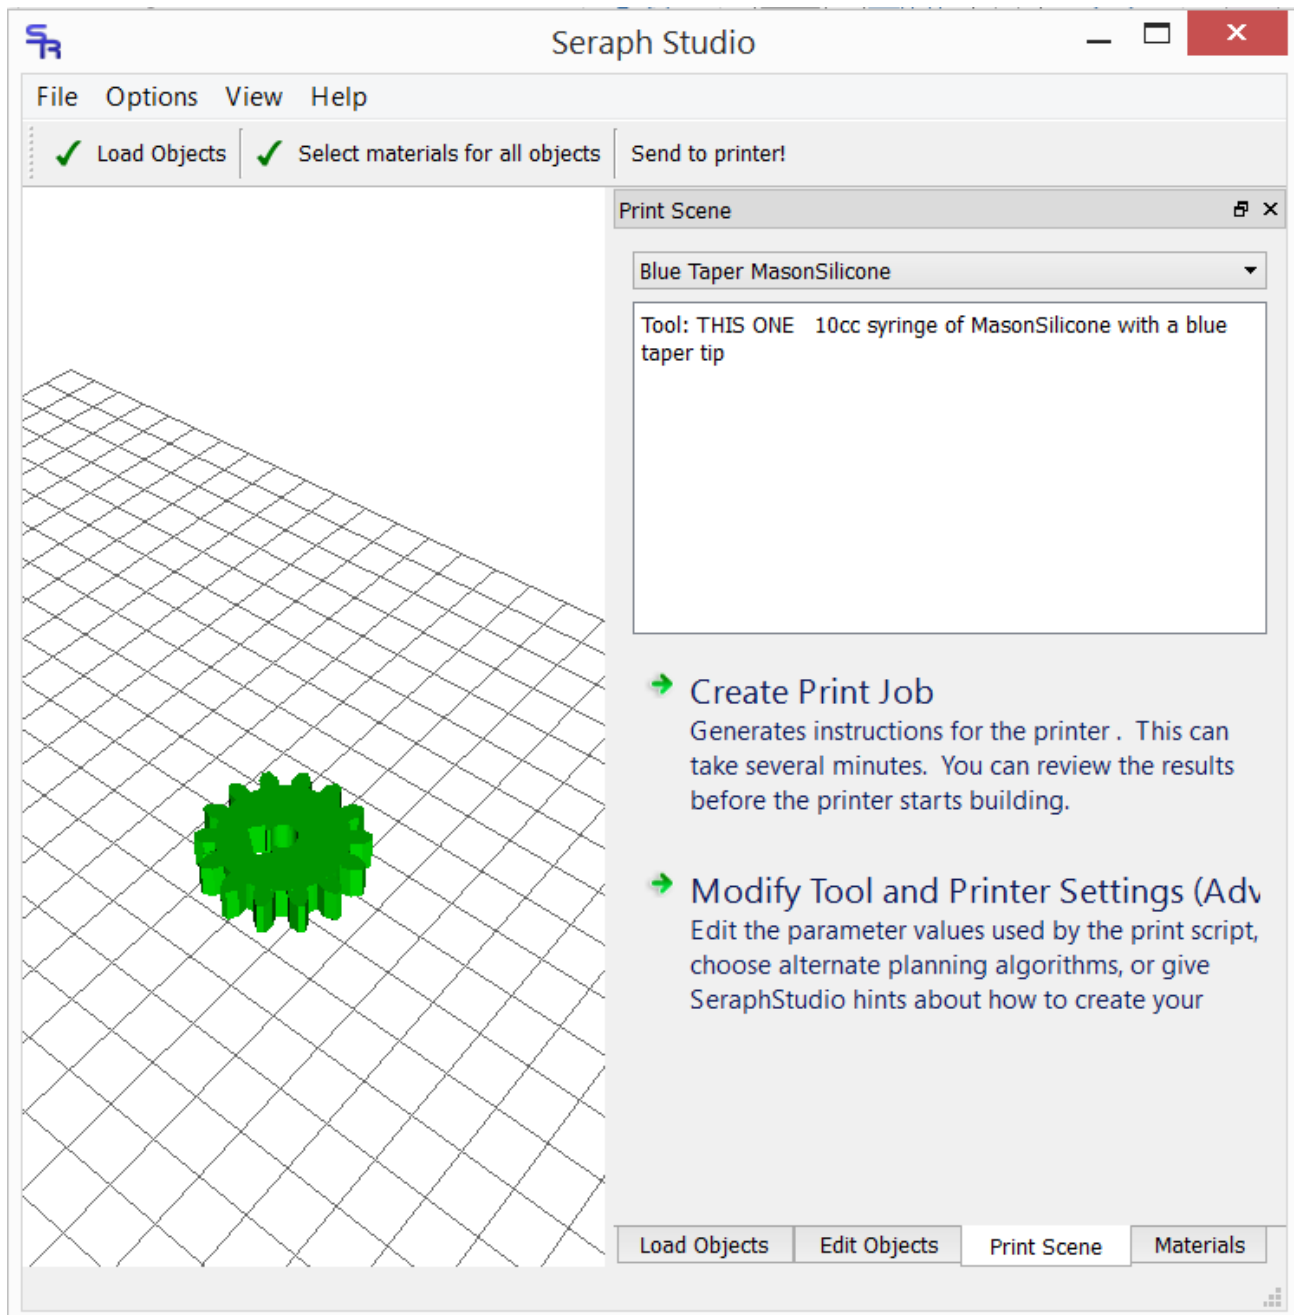 SR
Seraph Studio
File Options View Help
Load Objects Select materials for all objects Send to printer!
Print Scene
Blue Taper MasonSilicone
Tool: THIS ONE 10cc syringe of MasonSilicone with a blue
taper tip
Create Print Job
Generates instructions for the printer . This can
take several minutes. You can review the results
before the printer starts building.
Modify Tool and Printer Settings (Adv
Edit the parameter values used by the print script,
choose alternate planning algorithms, or give
SeraphStudio hints about how to create your
Load Objects Edit Objects Print Scene Materials